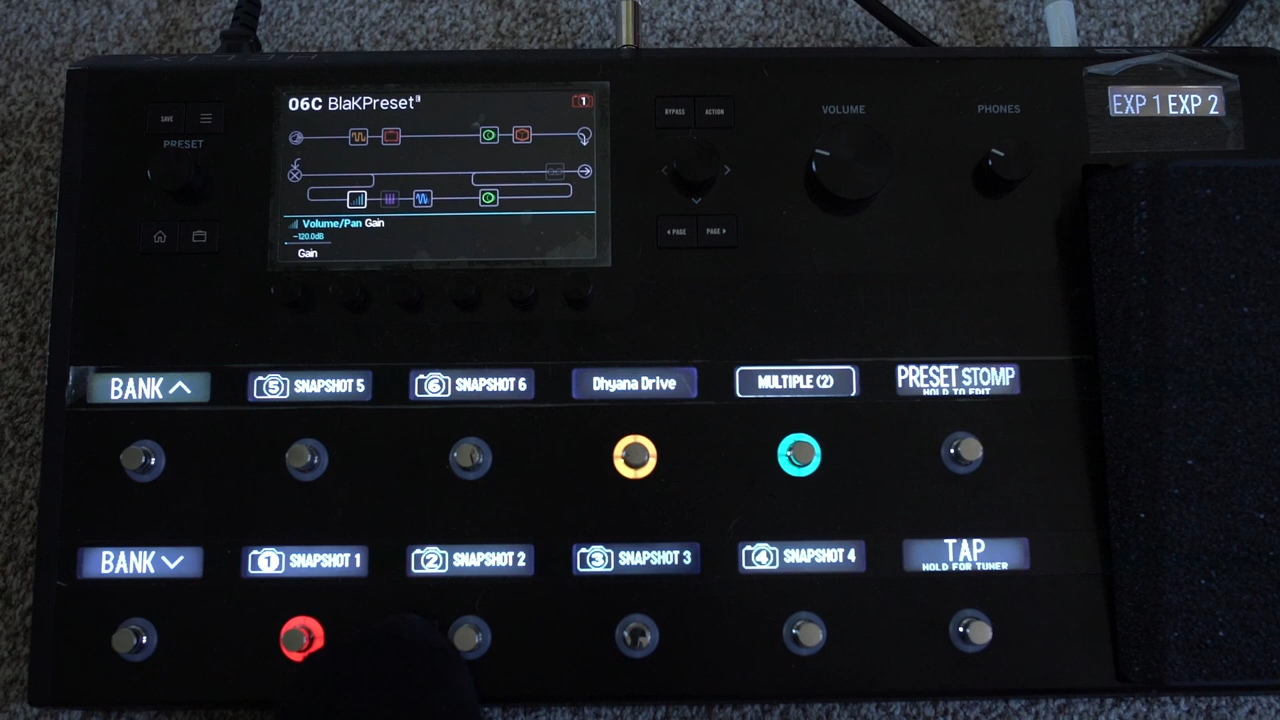 HELIX
06C BlaKPreset
1
SAVE
PRESET
BYPASS
ACTION
VOLUME
PHONES
EXP 1 EXP 2
PAGE
PAGE
Volume/Pan Gain
-120.0dB
Gain
BANK
5 SNAPSHOT 5
6 SNAPSHOT 6
Dhyana Drive
MULTIPLE (2)
PRESET STOMP
HOLD TO EDIT
BANK
1 SNAPSHOT 1
2 SNAPSHOT 2
3 SNAPSHOT 3
4 SNAPSHOT 4
TAP
HOLD FOR TUNER